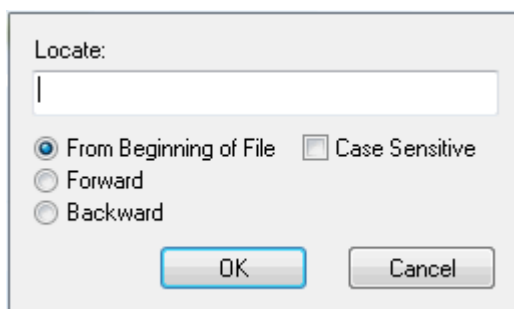 Locate:
From Beginning of File Case Sensitive
Forward
Backward
OK Cancel